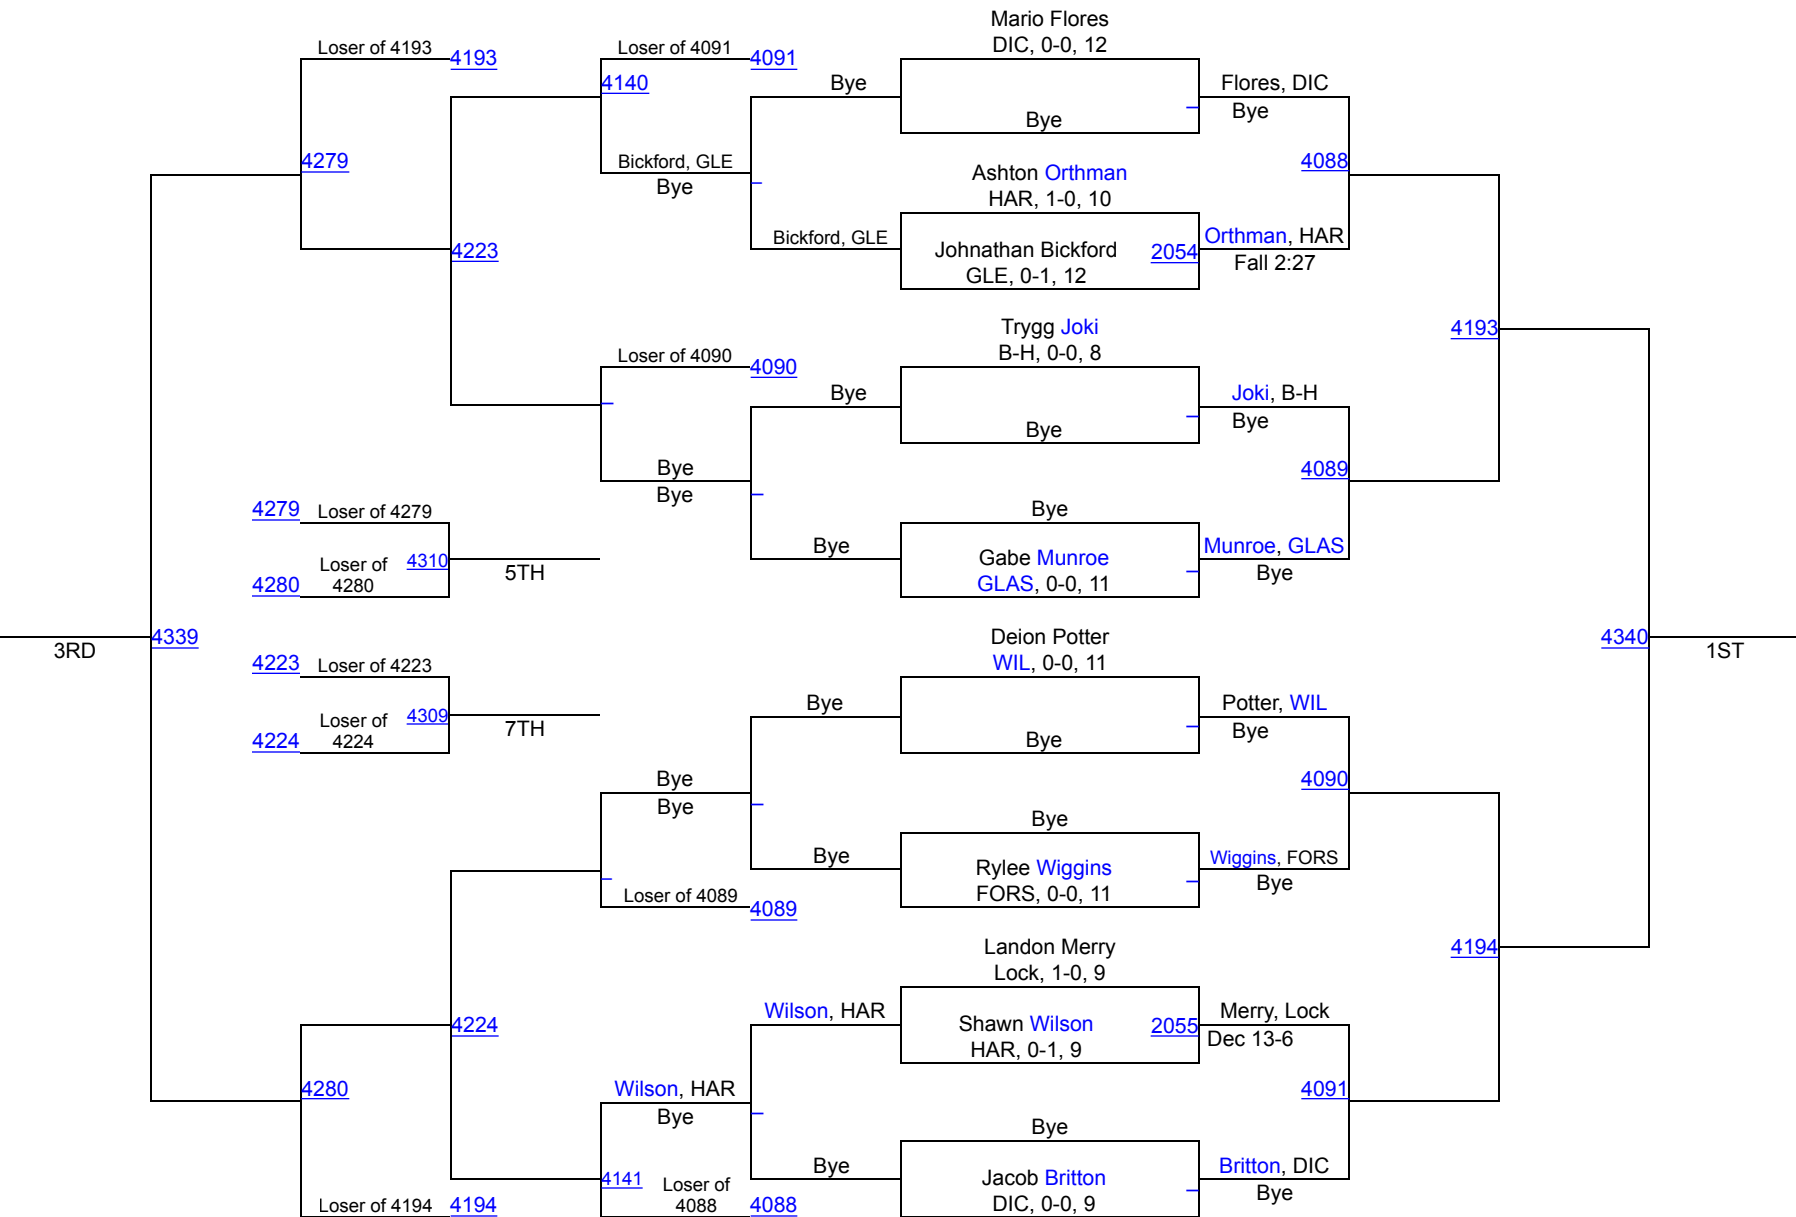 Mario Flores
DIC, 0-0, 12
Loser of 4193
4193
Loser of 4091
4091
4140
Bye
Flores, DIC
Bye
Bye
4279
Bickford, GLE
Bye
Ashton Orthman
HAR, 1-0, 10
4088
Bickford, GLE
4223
Johnathan Bickford
GLE, 0-1, 12
2054
Orthman, HAR
Fall 2:27
Trygg Joki
B-H, 0-0, 8
4193
Loser of 4090
4090
Bye
Joki, B-H
Bye
Bye
Bye
Bye
4089
4279
Loser of 4279
Bye
Loser of
4280
4310
5TH
4280
Bye
Gabe Munroe
GLAS, 0-0, 11
Munroe, GLAS
Bye
4339
3RD
Deion Potter
WIL, 0-0, 11
4340
1ST
4223
Loser of 4223
Loser of
4224
4309
7TH
4224
Bye
Potter, WIL
Bye
Bye
Bye
Bye
4090
Bye
Bye
Rylee Wiggins
FORS, 0-0, 11
Wiggins, FORS
Bye
Loser of 4089
4089
Landon Merry
Lock, 1-0, 9
4194
Wilson, HAR
4224
Shawn Wilson
HAR, 0-1, 9
2055
Merry, Lock
Dec 13-6
4280
Wilson, HAR
Bye
4091
Bye
Bye
4141
Loser of
4088
4088
Jacob Britton
DIC, 0-0, 9
Britton, DIC
Bye
Loser of 4194
4194